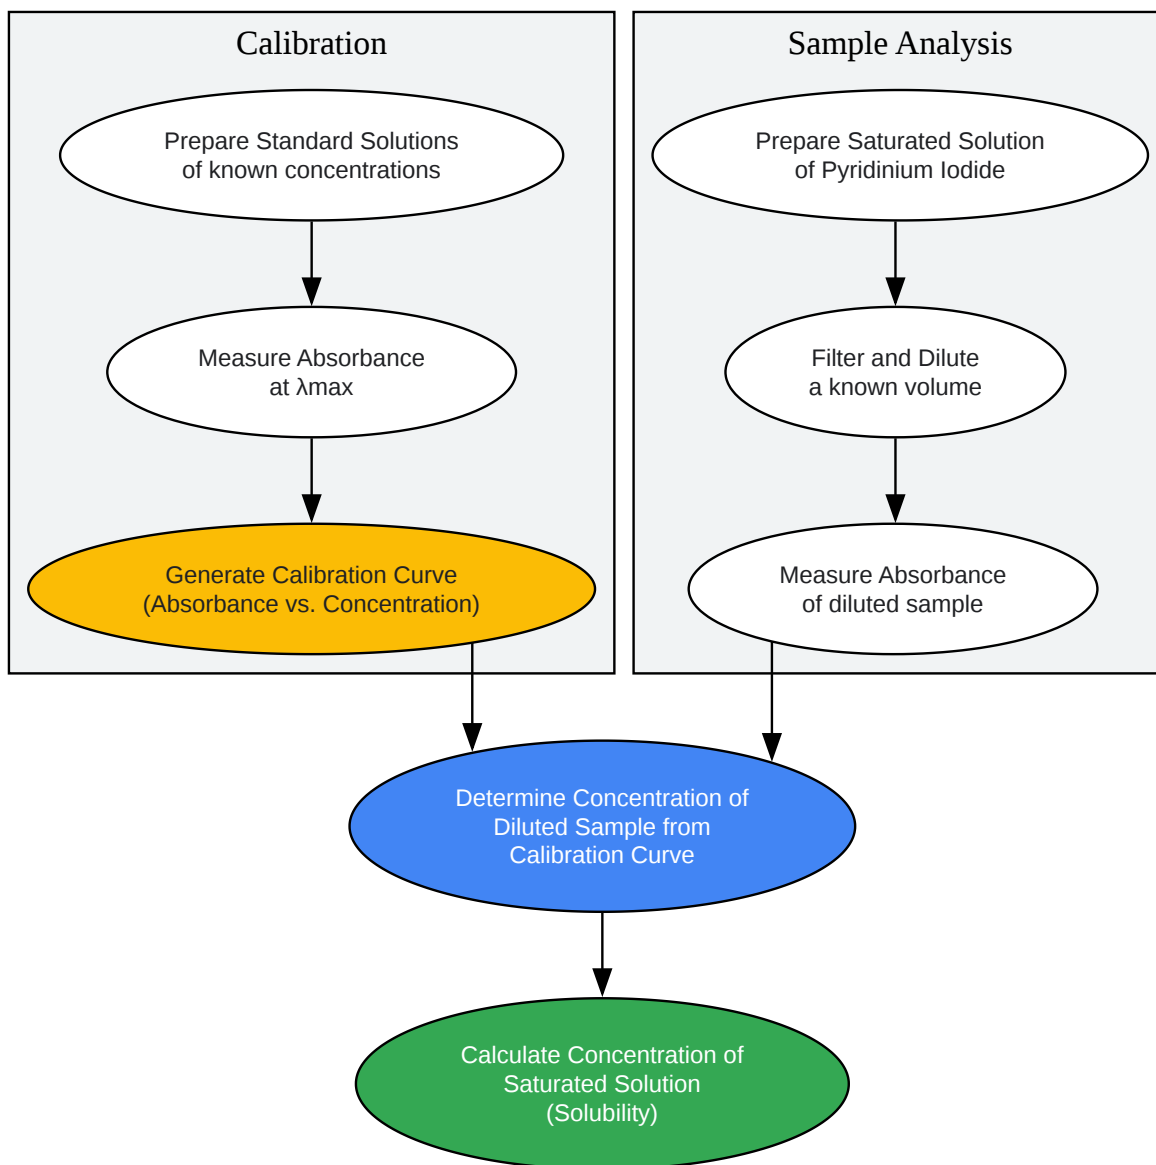 Calibration
Prepare Standard Solutions
of known concentrations
Measure Absorbance
at λmax
Generate Calibration Curve
(Absorbance vs. Concentration)
Sample Analysis
Prepare Saturated Solution
of Pyridinium Iodide
Filter and Dilute
a known volume
Measure Absorbance
of diluted sample
Determine Concentration of
Diluted Sample from
Calibration Curve
Calculate Concentration of
Saturated Solution
(Solubility)